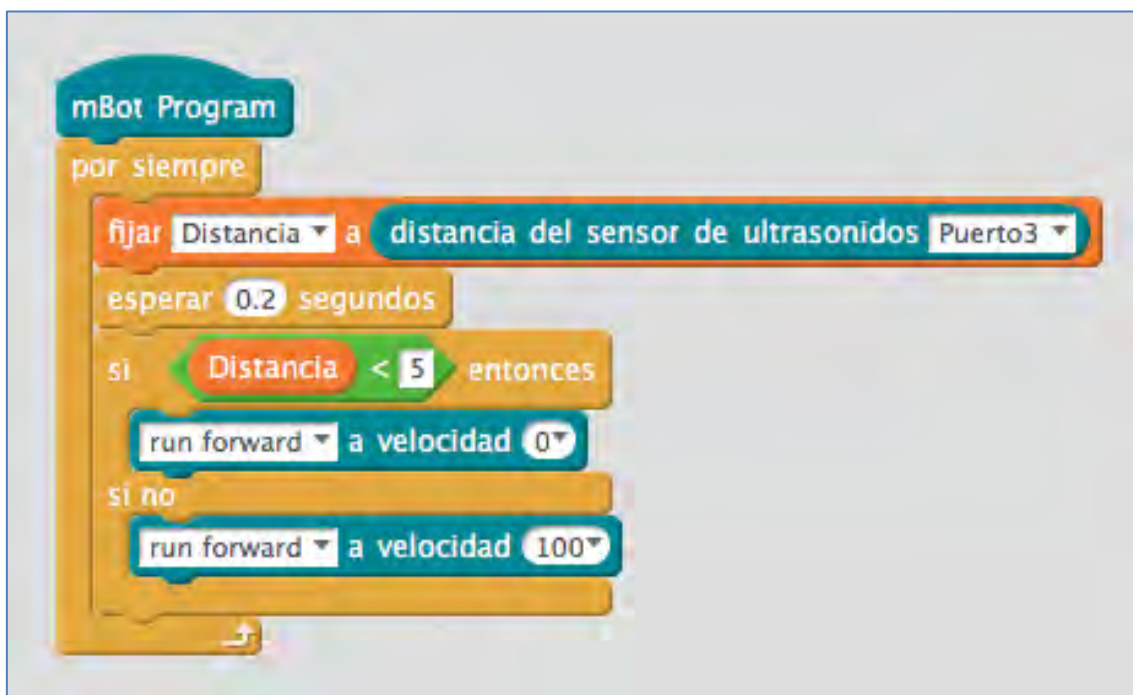 mBot Program
por siempre
fijar Distancia a distancia del sensor de ultrasonidos Puerto3
esperar 0.2 segundos
si Distancia < 5 entonces
run forward a velocidad 0
si no
run forward a velocidad 100